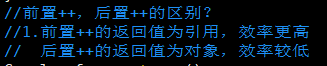 //前置++，后置++的区别？
//1.前置++的返回值为引用，效率更高
//  后置++的返回值为对象，效率较低